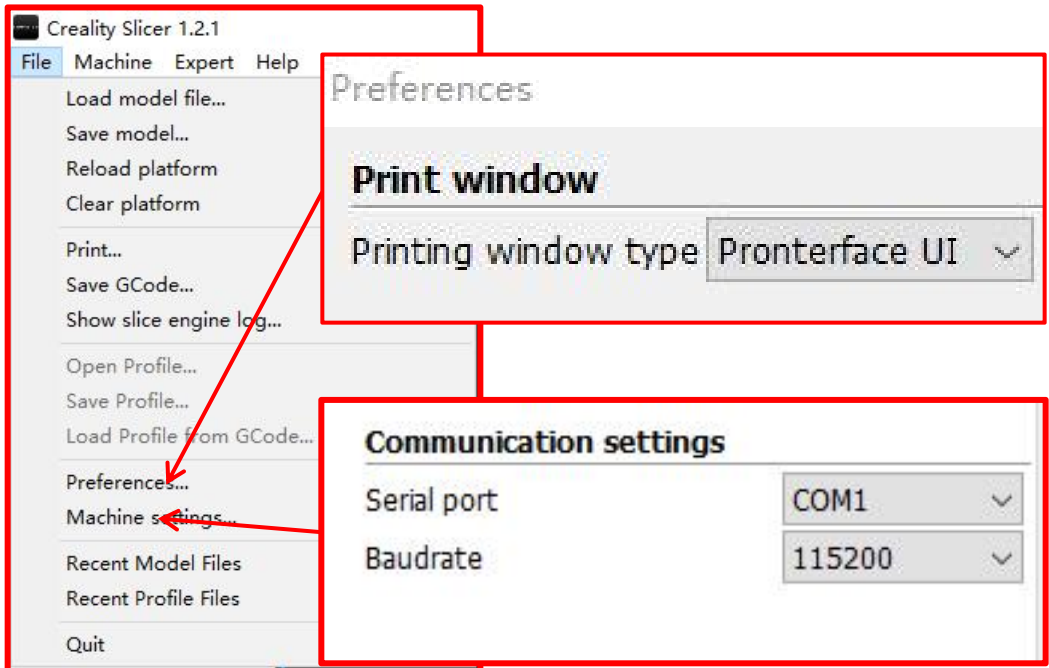 Creality Slicer 1.2.1
File Machine Expert Help
Load model file...
Save model...
Reload platform
Clear platform
Print...
Save GCode...
Show slice engine log...
Open Profile...
Save Profile...
Load Profile from GCode...
Preferences...
Machine settings...
Recent Model Files
Recent Profile Files
Quit
Preferences
Print window
Printing window type Pronterface UI
Communication settings
Serial port COM1
Baudrate 115200